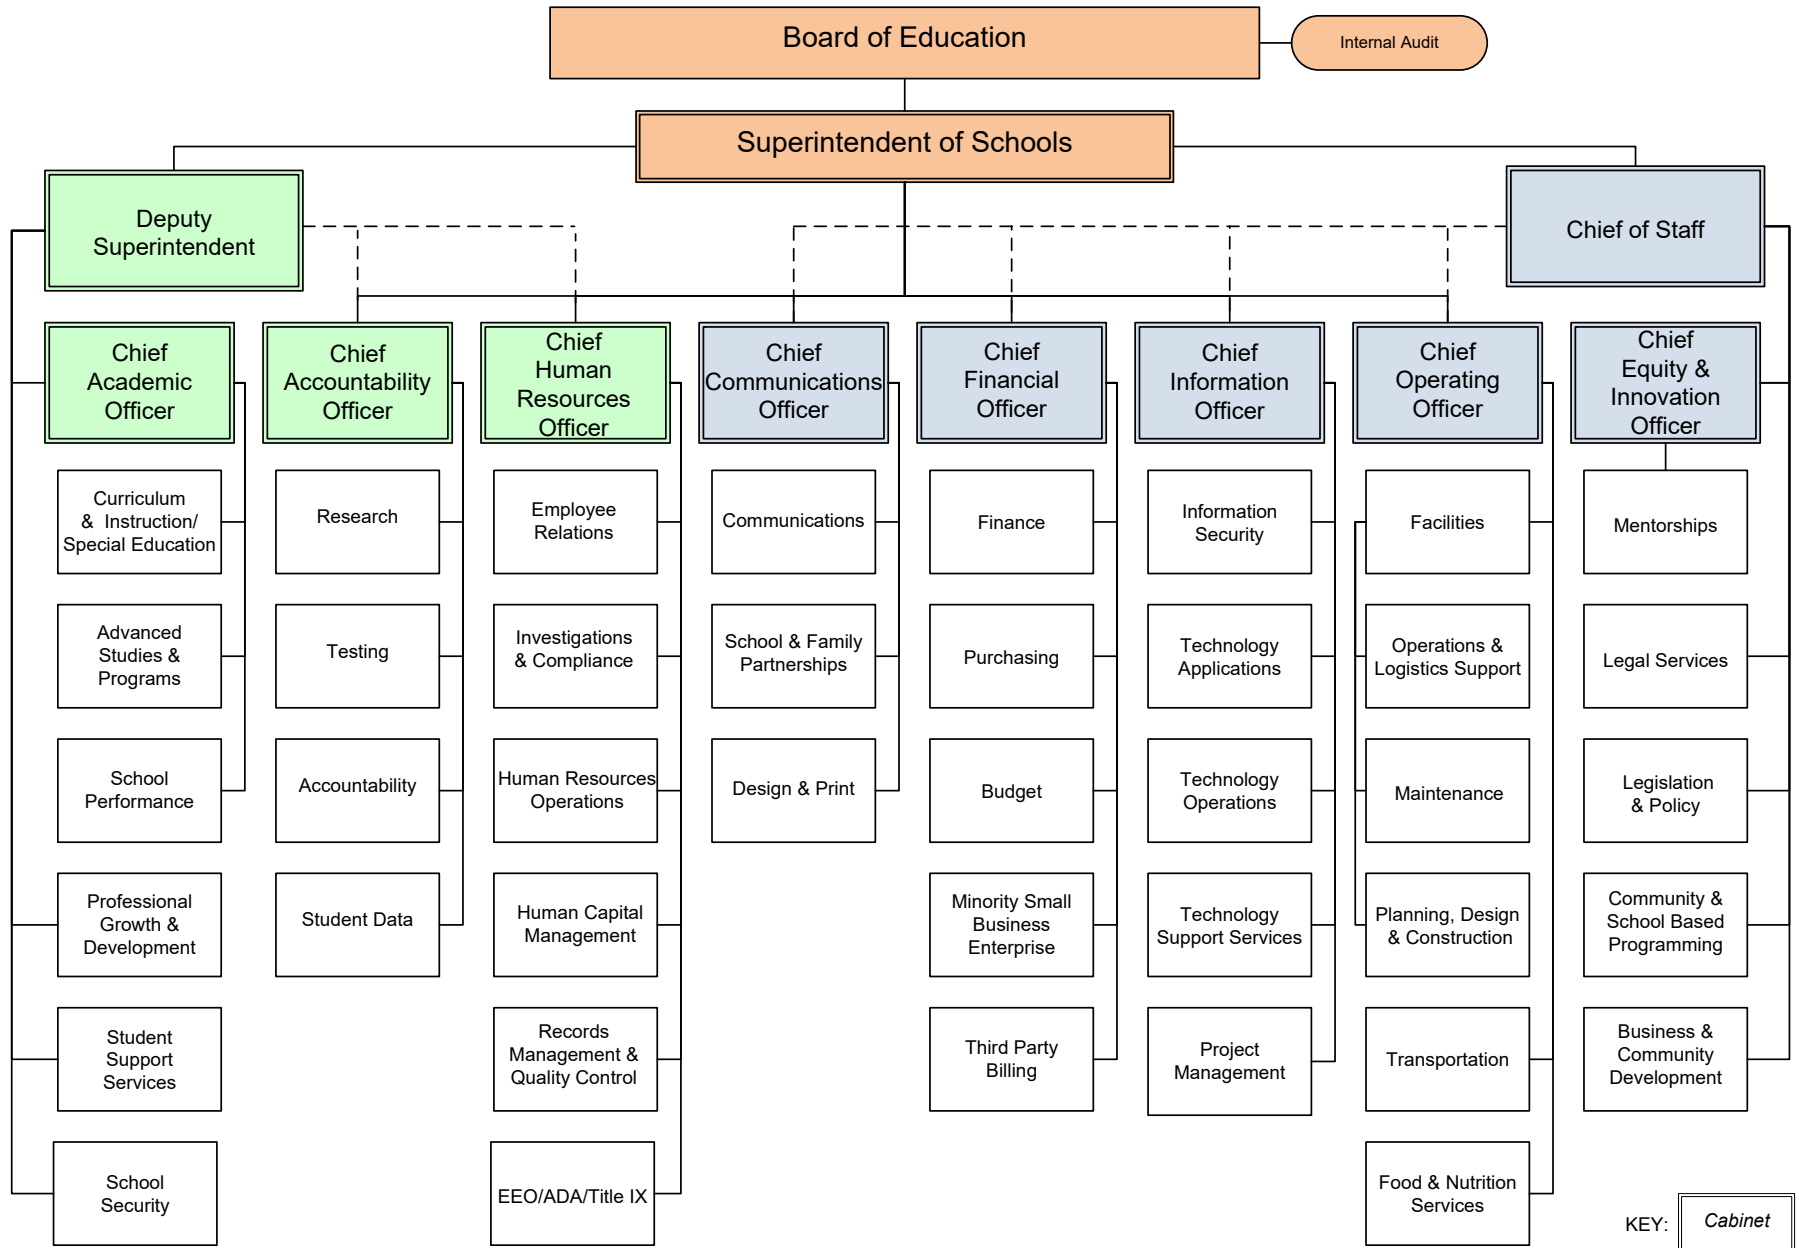 Board of Education
Internal Audit
Superintendent of Schools
Deputy
Superintendent
Chief of Staff
Chief
Academic
Officer
Chief
Accountability
Officer
Chief
Human
Resources
Officer
Chief
Communications
Officer
Chief
Financial
Officer
Chief
Information
Officer
Chief
Operating
Officer
Chief
Equity &
Innovation
Officer
Curriculum
& Instruction/
Special Education
Research
Employee
Relations
Communications
Finance
Information
Security
Facilities
Mentorships
Advanced
Studies &
Programs
Testing
Investigations
& Compliance
School & Family
Partnerships
Purchasing
Technology
Applications
Operations &
Logistics Support
Legal Services
School
Performance
Accountability
Human Resources
Operations
Design & Print
Budget
Technology
Operations
Maintenance
Legislation
& Policy
Professional
Growth &
Development
Student Data
Human Capital
Management
Minority Small
Business
Enterprise
Technology
Support Services
Planning, Design
& Construction
Community &
School Based
Programming
Student
Support
Services
Records
Management &
Quality Control
Third Party
Billing
Project
Management
Transportation
Business &
Community
Development
School
Security
EEO/ADA/Title IX
Food & Nutrition
Services
KEY:
Cabinet